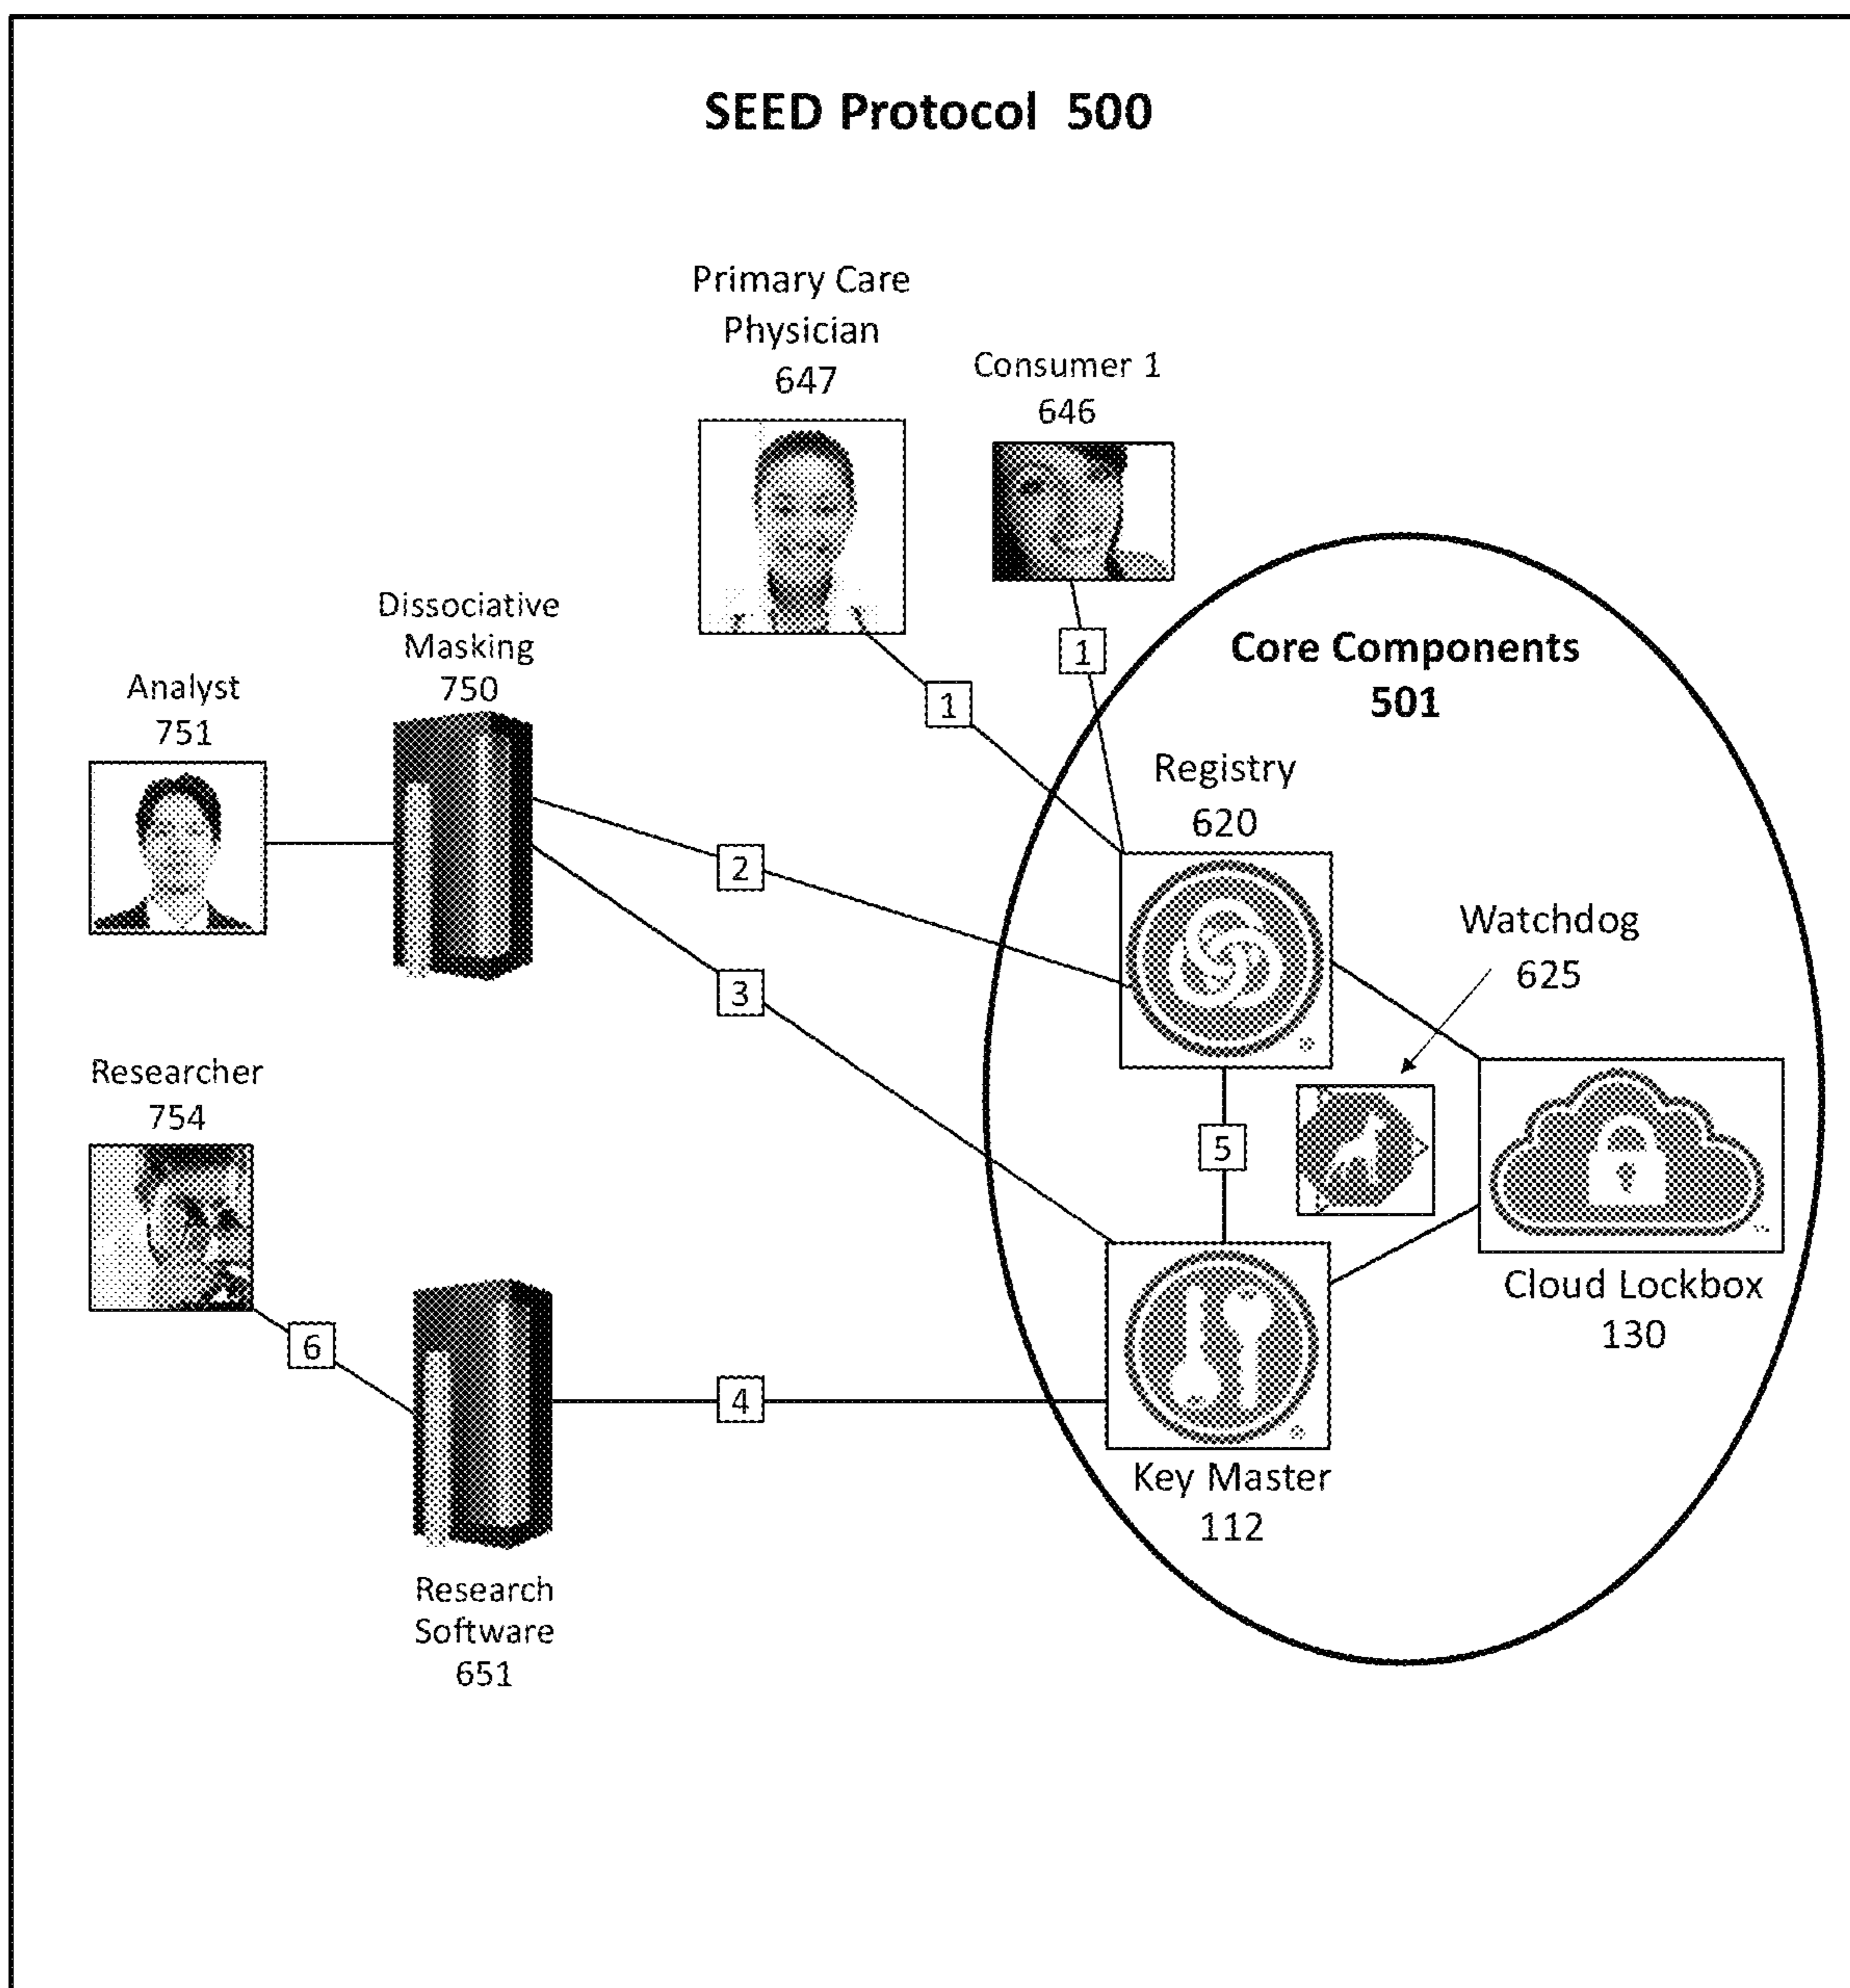 SEED Protocol 500
Primary Care
Physician
647
Consumer 1
646
1
1
Core Components
501
Dissociative
Masking
750
Analyst
751
Registry
620
2
Watchdog
625
3
Researcher
754
5
Cloud Lockbox
130
6
4
Key Master
112
Research
Software
651